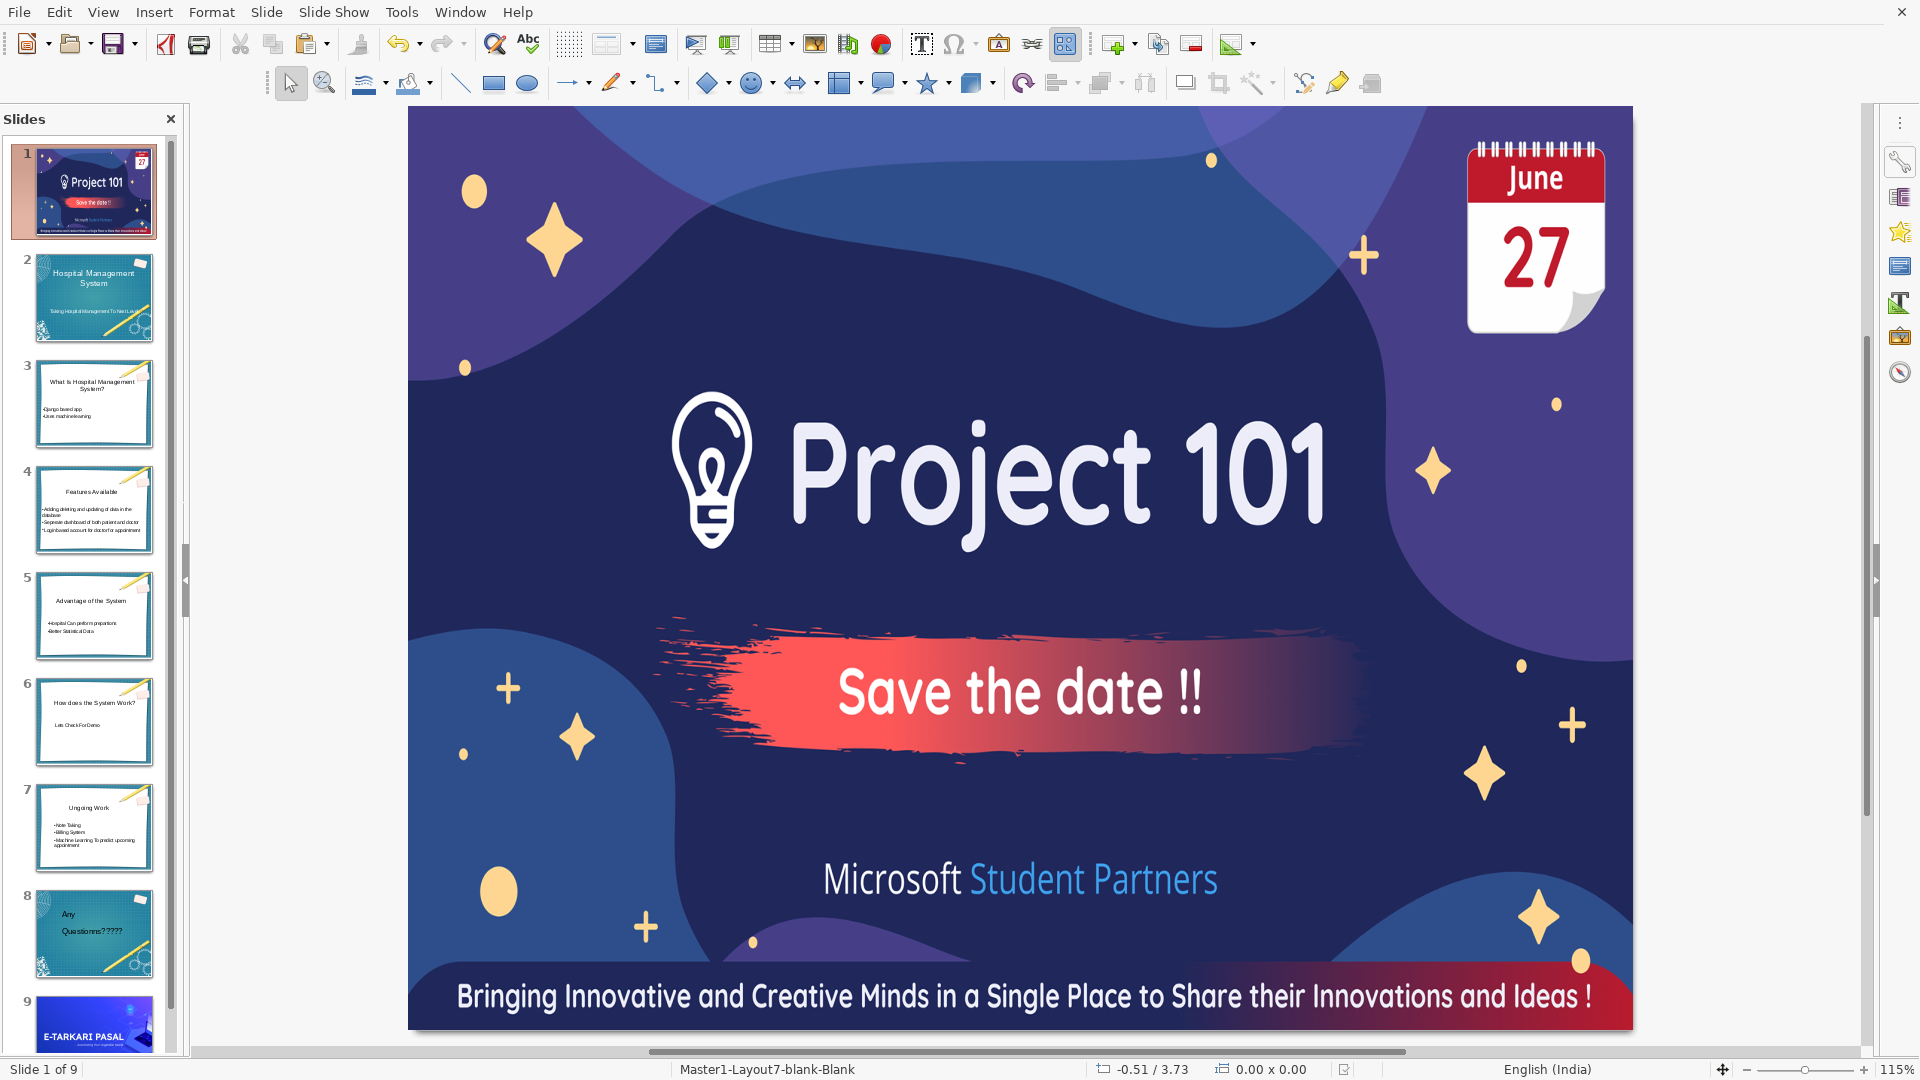 File Edit View Insert Format Slide Slide Show Tools Window Help
Abc
Slides
1
June
27
Project 101
Save the date !!
Microsoft Student Partners
2
Hospital Management
System
Taking Hospital Management To Next Level
3
What Is Hospital Management
System?
•Django based app
•Uses machine learning
4
Features Available
•Adding deleting and updating of data in the
database
•Seperate dashboard of both patient and doctor
•Login based account for doctor for appointment
5
Advantage of the System
•Hospital Can perform prepartions
•Better Statistical Data
6
How does the System Work?
Lets Check For Demo
7
Ungoing Work
•Note Taking
•Billing System
•Machine Learning To predict upcoming
appointment
8
Any
Questionns?????
9
E-TARKARI PASAL
June
27
Project 101
Save the date !!
Microsoft Student Partners
Bringing Innovative and Creative Minds in a Single Place to Share their Innovations and Ideas !
Slide 1 of 9
Master1-Layout7-blank-Blank
-0.51 / 3.73
0.00 x 0.00
English (India)
115%